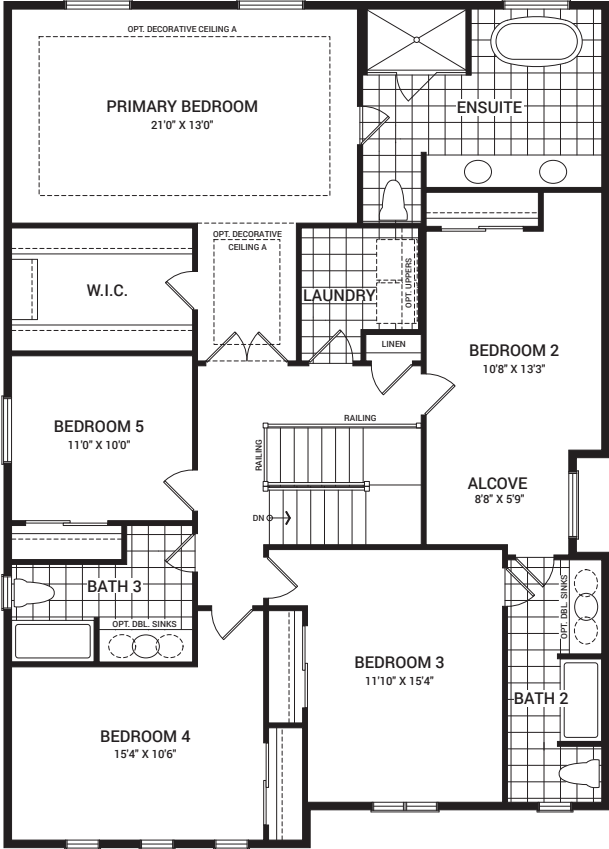 OPT. DECORATIVE CEILING A
PRIMARY BEDROOM
21'0" X 13'0"
ENSUITE
OPT. DECORATIVE
CEILING A
W.I.C.
LAUNDRY
OPT. UPPERS
LINEN
BEDROOM 2
10'8" X 13'3"
BEDROOM 5
11'0" X 10'0"
RAILING
RAILING
ALCOVE
8'8" X 5'9"
DN
BATH 3
OPT. DBL. SINKS
OPT. DBL. SINKS
BEDROOM 3
11'10" X 15'4"
BATH 2
BEDROOM 4
15'4" X 10'6"